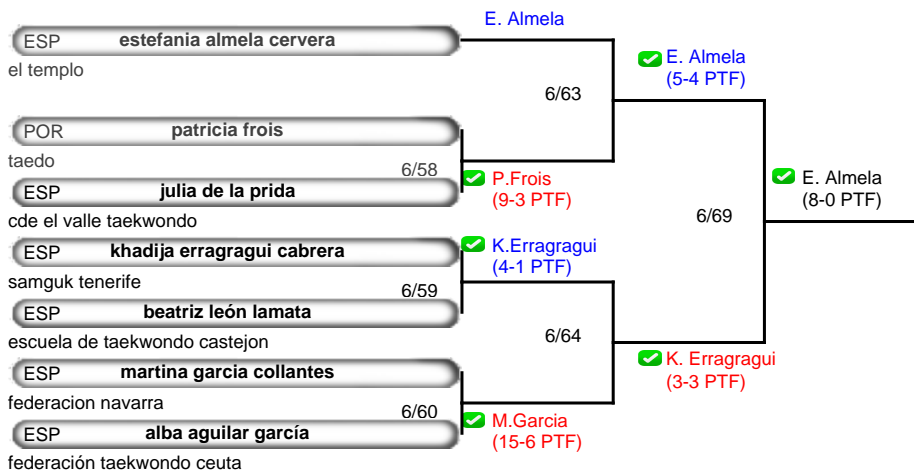 E. Almela
ESP estefania almela cervera
el templo
E. Almela
(5-4 PTF)
6/63
POR patricia frois
taedo
6/58
P.Frois
(9-3 PTF)
ESP julia de la prida
cde el valle taekwondo
E. Almela
(8-0 PTF)
6/69
ESP khadija erragragui cabrera
samguk tenerife
K.Erragragui
(4-1 PTF)
6/59
ESP beatriz león lamata
escuela de taekwondo castejon
6/64
K. Erragragui
(3-3 PTF)
ESP martina garcia collantes
federacion navarra
6/60
M.Garcia
(15-6 PTF)
ESP alba aguilar garcía
federación taekwondo ceuta